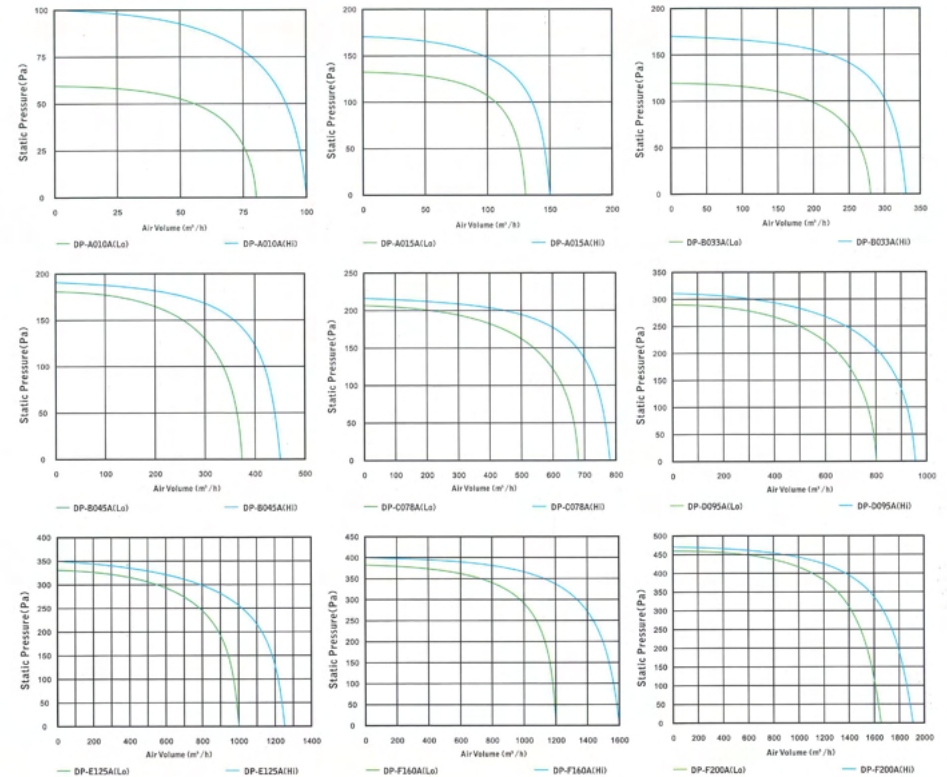 Static Pressure(Pa)
100
75
50
25
0
0 25 50 75 100
Air Volume (m³/h)
DP-A010A(Lo) DP-A010A(Hi)
Static Pressure(Pa)
200
150
100
50
0
0 50 100 150 200
Air Volume (m³/h)
DP-A015A(Lo) DP-A015A(Hi)
Static Pressure(Pa)
200
150
100
50
0
0 50 100 150 200 250 300 350
Air Volume (m³/h)
DP-B033A(Lo) DP-B033A(Hi)
Static Pressure(Pa)
200
150
100
50
0
0 100 200 300 400 500
Air Volume (m³/h)
DP-B045A(Lo) DP-B045A(Hi)
Static Pressure(Pa)
250
200
150
100
50
0
0 100 200 300 400 500 600 700 800
Air Volume (m³/h)
DP-C078A(Lo) DP-C078A(Hi)
Static Pressure(Pa)
350
300
250
200
150
100
50
0
0 200 400 600 800 1000
Air Volume (m³/h)
DP-D095A(Lo) DP-D095A(Hi)
Static Pressure(Pa)
400
350
300
250
200
150
100
50
0
0 200 400 600 800 1000 1200 1400
Air Volume (m³/h)
DP-E125A(Lo) DP-E125A(Hi)
Static Pressure(Pa)
450
400
350
300
250
200
150
100
50
0
0 200 400 600 800 1000 1200 1400 1600
Air Volume (m³/h)
DP-F160A(Lo) DP-F160A(Hi)
Static Pressure(Pa)
500
450
400
350
300
250
200
150
100
50
0
0 200 400 600 800 1000 1200 1400 1600 1800 2000
Air Volume (m³/h)
DP-F200A(Lo) DP-F200A(Hi)